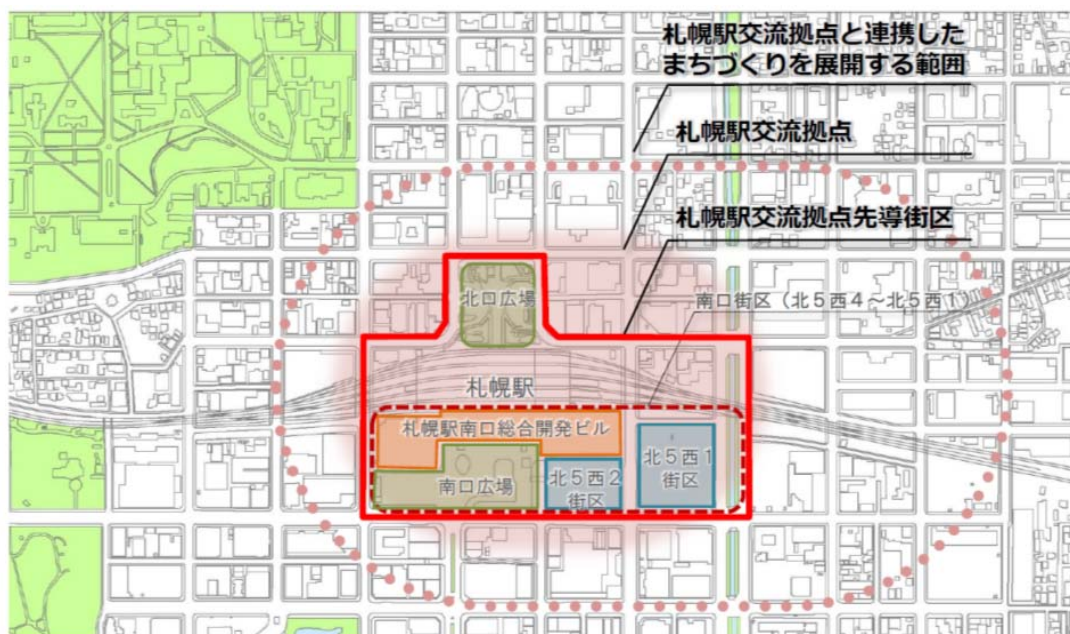 札幌駅交流拠点と連携した
まちづくりを展開する範囲
札幌駅交流拠点
札幌駅交流拠点先導街区
北口広場
南口街区（北５西４～北５西１）
札幌駅
札幌駅南口総合開発ビル
北５西１
街区
南口広場
北５西２
街区